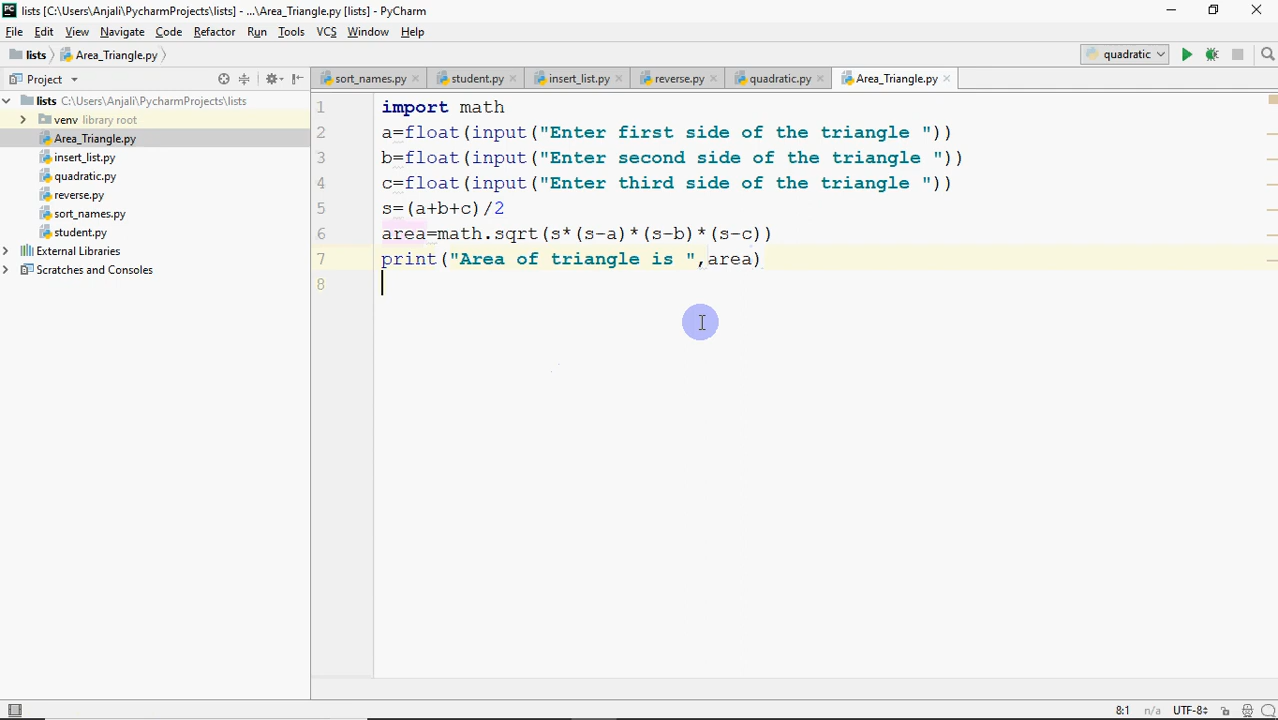 lists [C:\Users\Anjali\PycharmProjects\lists] - ...\Area_Triangle.py [lists] - PyCharm
File Edit View Navigate Code Refactor Run Tools VCS Window Help
lists Area_Triangle.py quadratic
Project sort_names.py student.py insert_list.py reverse.py quadratic.py Area_Triangle.py
lists C:\Users\Anjali\PycharmProjects\lists
venv library root
Area_Triangle.py
insert_list.py
quadratic.py
reverse.py
sort_names.py
student.py
External Libraries
Scratches and Consoles
1 import math
2 a=float(input("Enter first side of the triangle "))
3 b=float(input("Enter second side of the triangle "))
4 c=float(input("Enter third side of the triangle "))
5 s=(a+b+c)/2
6 area=math.sqrt(s*(s-a)*(s-b)*(s-c))
7 print("Area of triangle is ",area)
8
8:1 n/a UTF-8